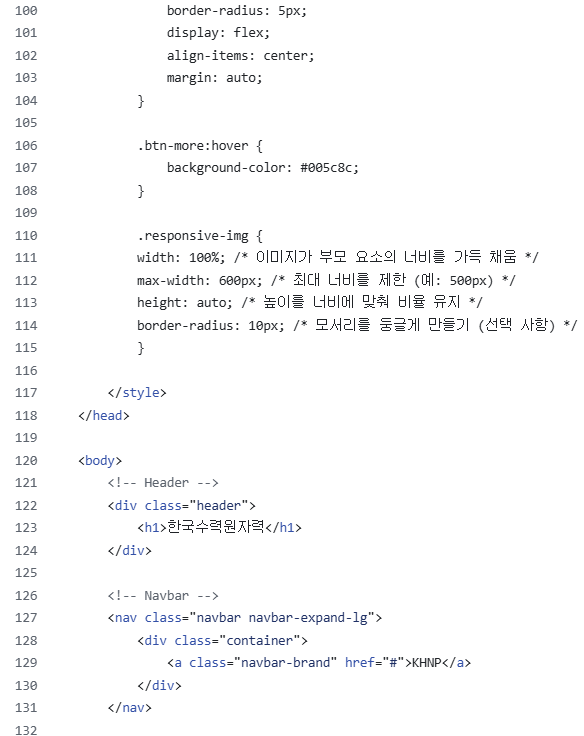 100 border-radius: 5px;
101 display: flex;
102 align-items: center;
103 margin: auto;
104 }
105
106 .btn-more:hover {
107 background-color: #005c8c;
108 }
109
110 .responsive-img {
111 width: 100%; /* 이미지가 부모 요소의 너비를 가득 채움 */
112 max-width: 600px; /* 최대 너비를 제한 (예: 500px) */
113 height: auto; /* 높이를 너비에 맞춰 비율 유지 */
114 border-radius: 10px; /* 모서리를 둥글게 만들기 (선택 사항) */
115 }
116
117 </style>
118 </head>
119
120 <body>
121 <!-- Header -->
122 <div class="header">
123 <h1>한국수력원자력</h1>
124 </div>
125
126 <!-- Navbar -->
127 <nav class="navbar navbar-expand-lg">
128 <div class="container">
129 <a class="navbar-brand" href="#">KHNP</a>
130 </div>
131 </nav>
132